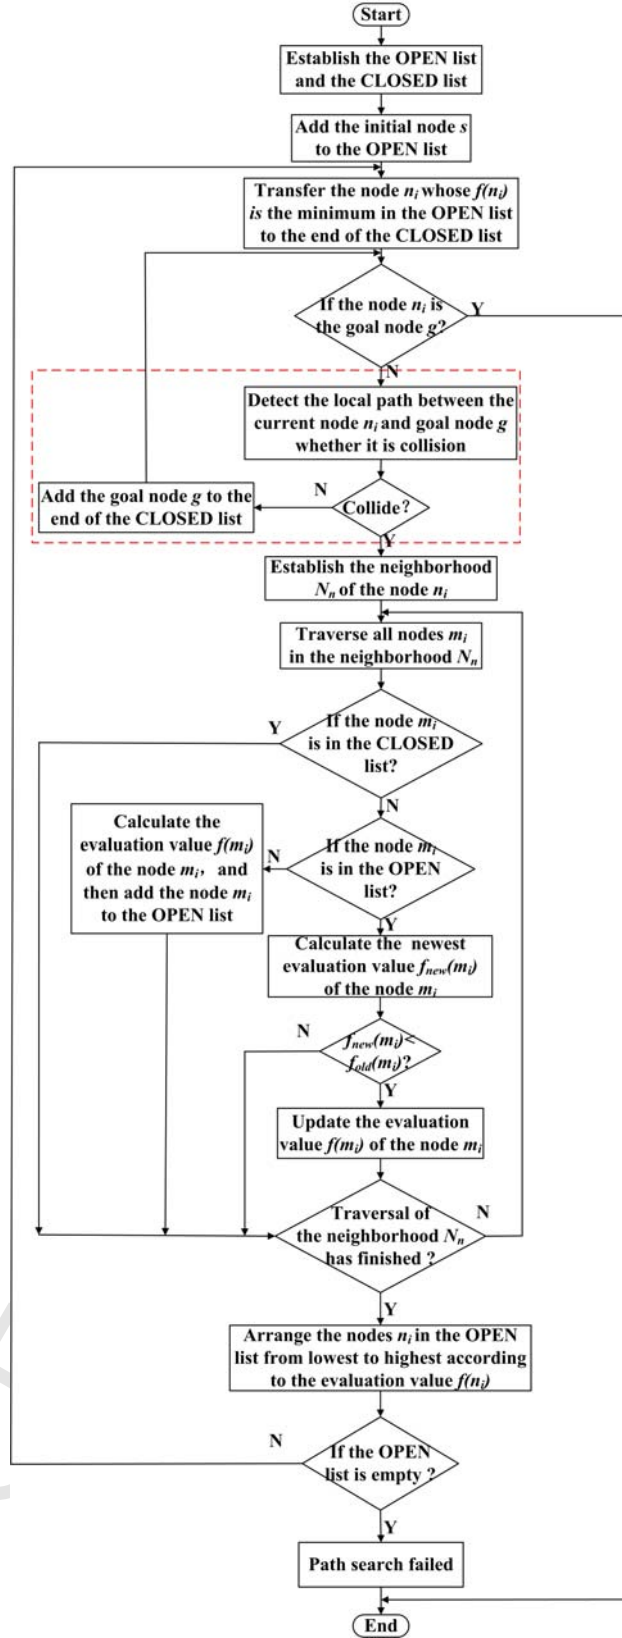 Start
Establish the OPEN list
and the CLOSED list
Add the initial node s
to the OPEN list
Transfer the node ni whose f(ni)
is the minimum in the OPEN list
to the end of the CLOSED list
If the node ni is
the goal node g?
Y
N
Detect the local path between the
current node ni and goal node g
whether it is collision
Add the goal node g to the
end of the CLOSED list
N
Collide?
Y
Establish the neighborhood
Nn of the node ni
Traverse all nodes mi
in the neighborhood Nn
Y
If the node mi
is in the CLOSED
list?
N
Calculate the
evaluation value f(mi)
of the node mi, and
then add the node mi
to the OPEN list
N
If the node mi
is in the OPEN
list?
Y
Calculate the newest
evaluation value fnew(mi)
of the node mi
N
fnew(mi)<
fold(mi)?
Y
Update the evaluation
value f(mi) of the node mi
Traversal of
the neighborhood Nn
has finished ?
N
Y
Arrange the nodes ni in the OPEN
list from lowest to highest according
to the evaluation value f(ni)
N
If the OPEN
list is empty ?
Y
Path search failed
End